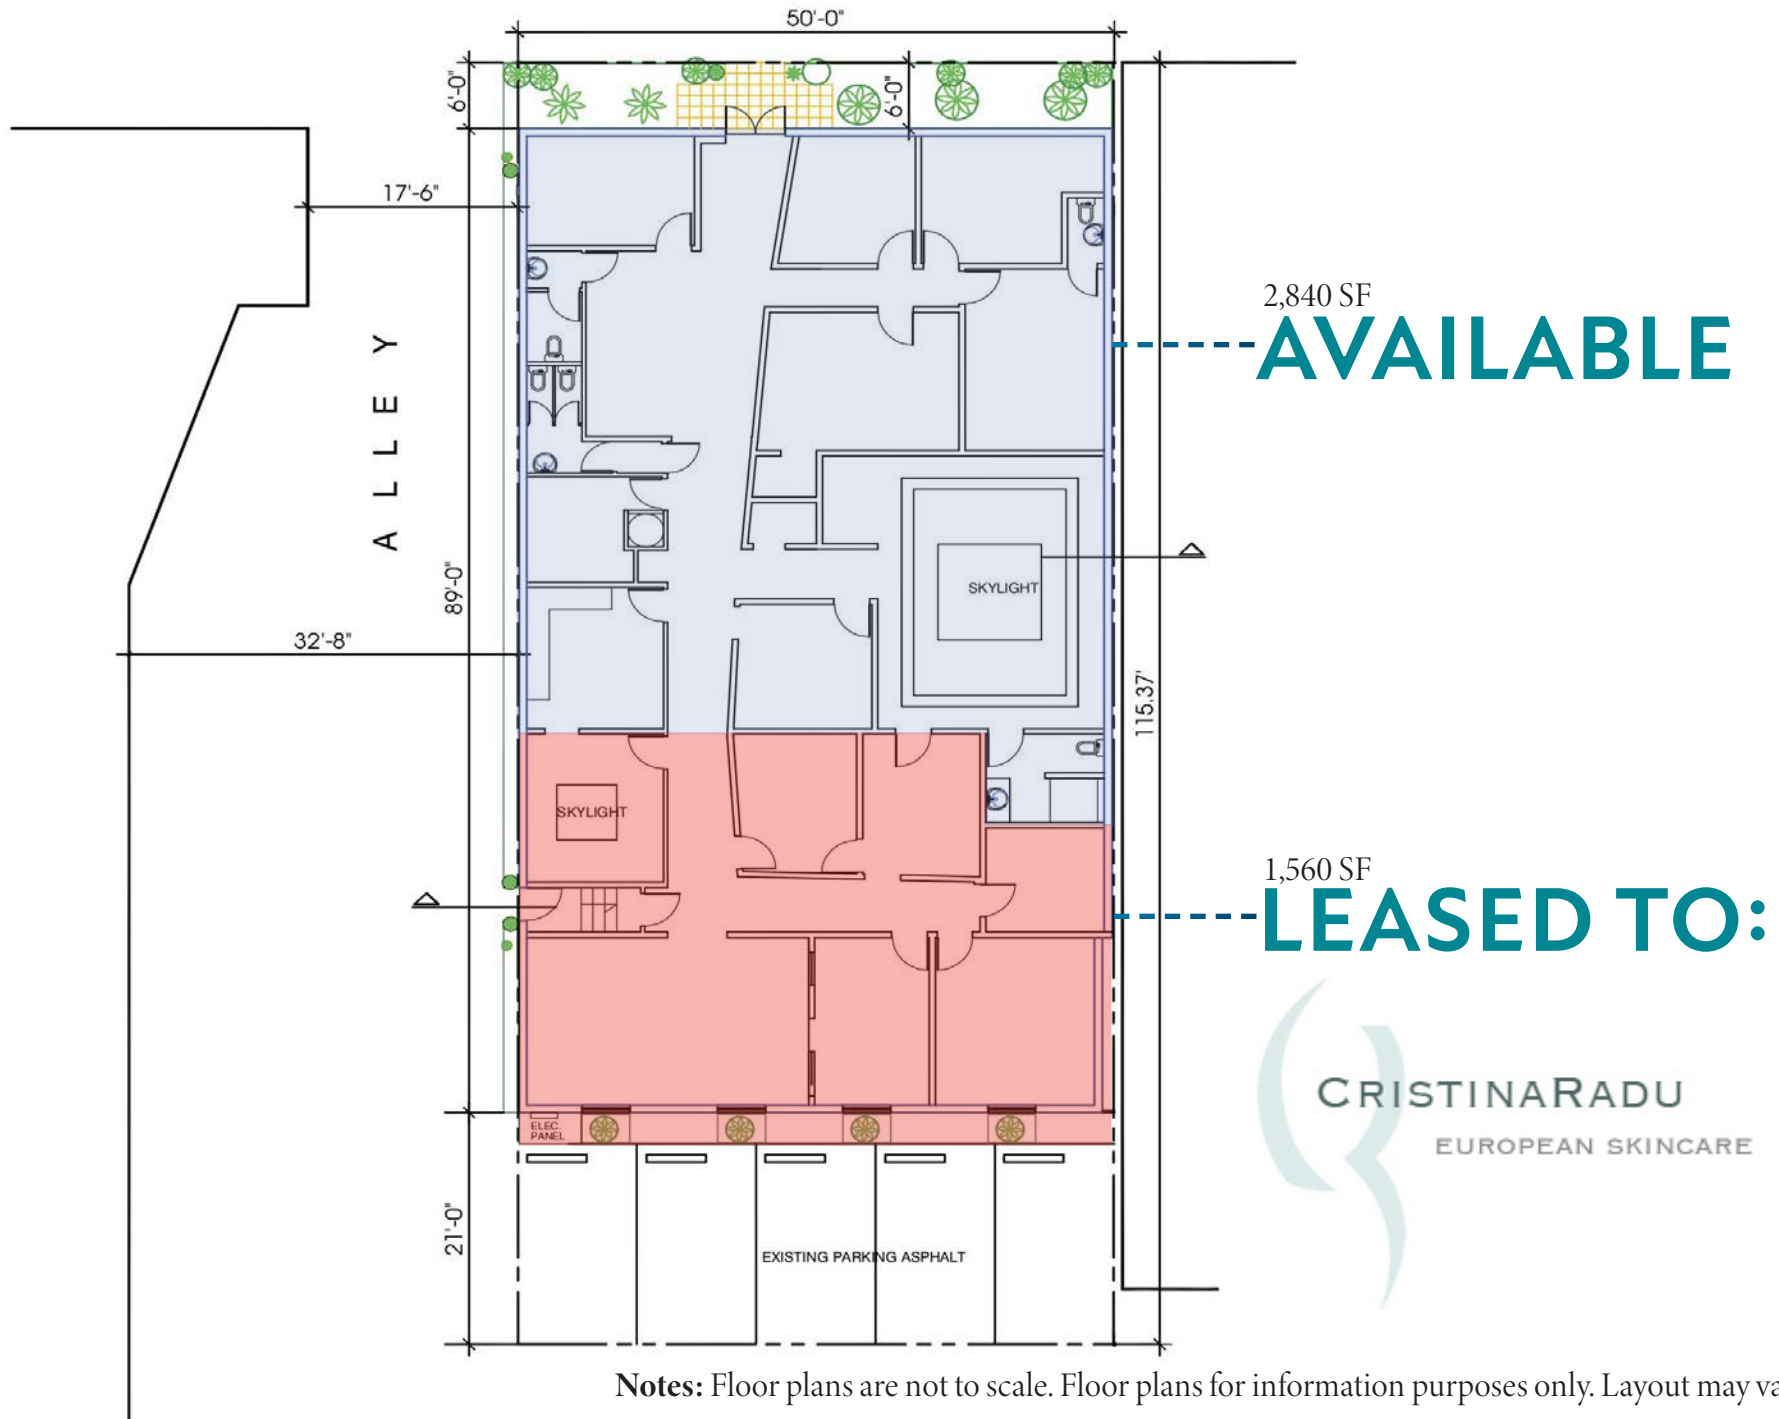 50'-0"
6'-0"
6'-0"
17'-6"
2,840 SF
AVAILABLE
ALLEY
89'-0"
SKYLIGHT
32'-8"
115.37'
SKYLIGHT
1,560 SF
LEASED TO:
CRISTINARADU
EUROPEAN SKINCARE
ELEC.
PANEL
21'-0"
EXISTING PARKING ASPHALT
Notes: Floor plans are not to scale. Floor plans for information purposes only. Layout may va